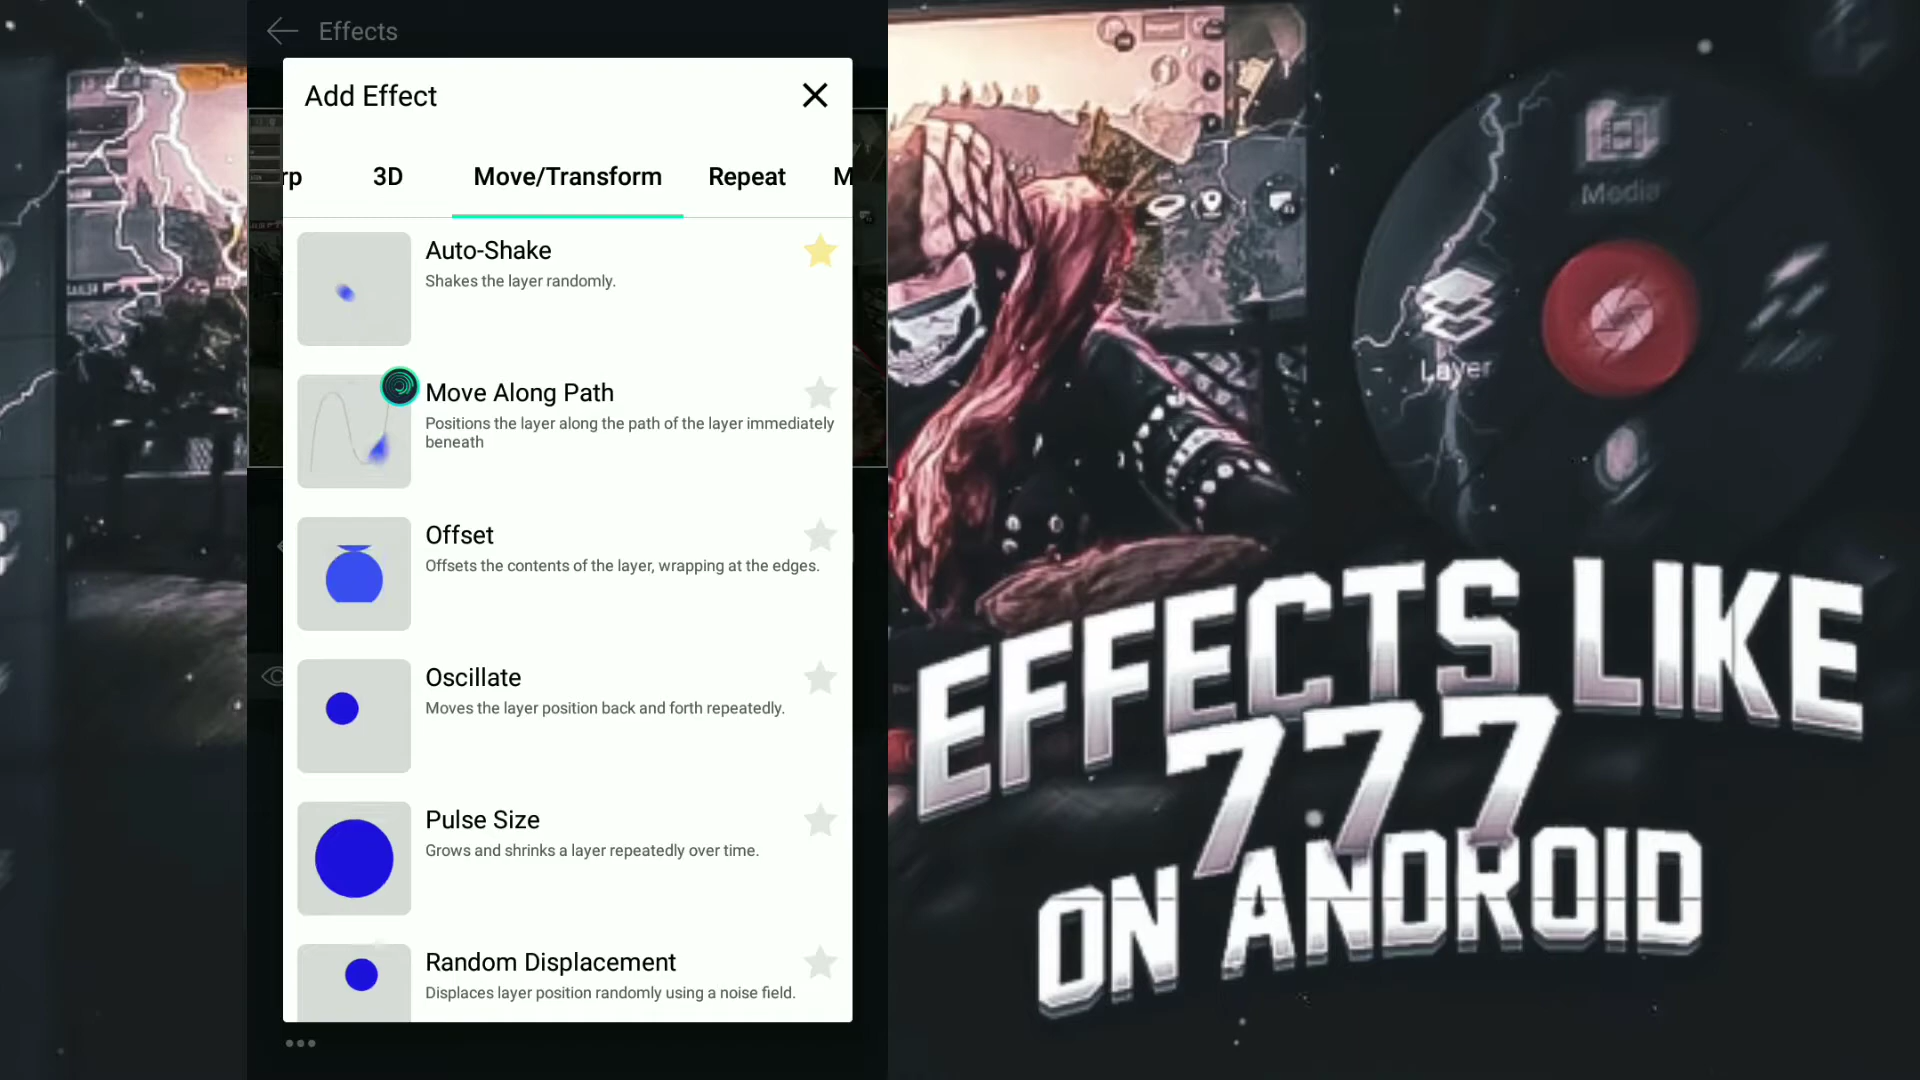 Effects
Add Effect
rp
3D
Move/Transform
Repeat
M
Auto-Shake
Shakes the layer randomly.
Move Along Path
Positions the layer along the path of the layer immediately
beneath
Offset
Offsets the contents of the layer, wrapping at the edges.
Oscillate
Moves the layer position back and forth repeatedly.
Pulse Size
Grows and shrinks a layer repeatedly over time.
Random Displacement
Displaces layer position randomly using a noise field.
Media
Layer
EFFECTS LIKE
777
ON ANDROID